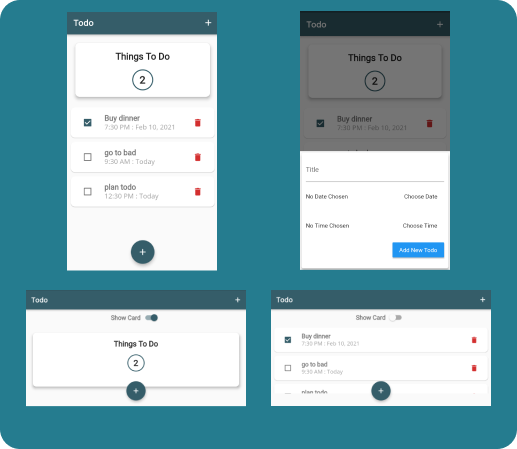 Todo +
Things To Do
2
Buy dinner
7:30 PM : Feb 10, 2021
go to bad
9:30 AM : Today
plan todo
12:30 PM : Today
+
Todo +
Things To Do
2
Buy dinner
7:30 PM : Feb 10, 2021
Title
No Date Chosen Choose Date
No Time Chosen Choose Time
Add New Todo
Todo +
Show Card
Things To Do
2
+
Todo +
Show Card
Buy dinner
7:30 PM : Feb 10, 2021
go to bad
9:30 AM : Today
plan todo
+